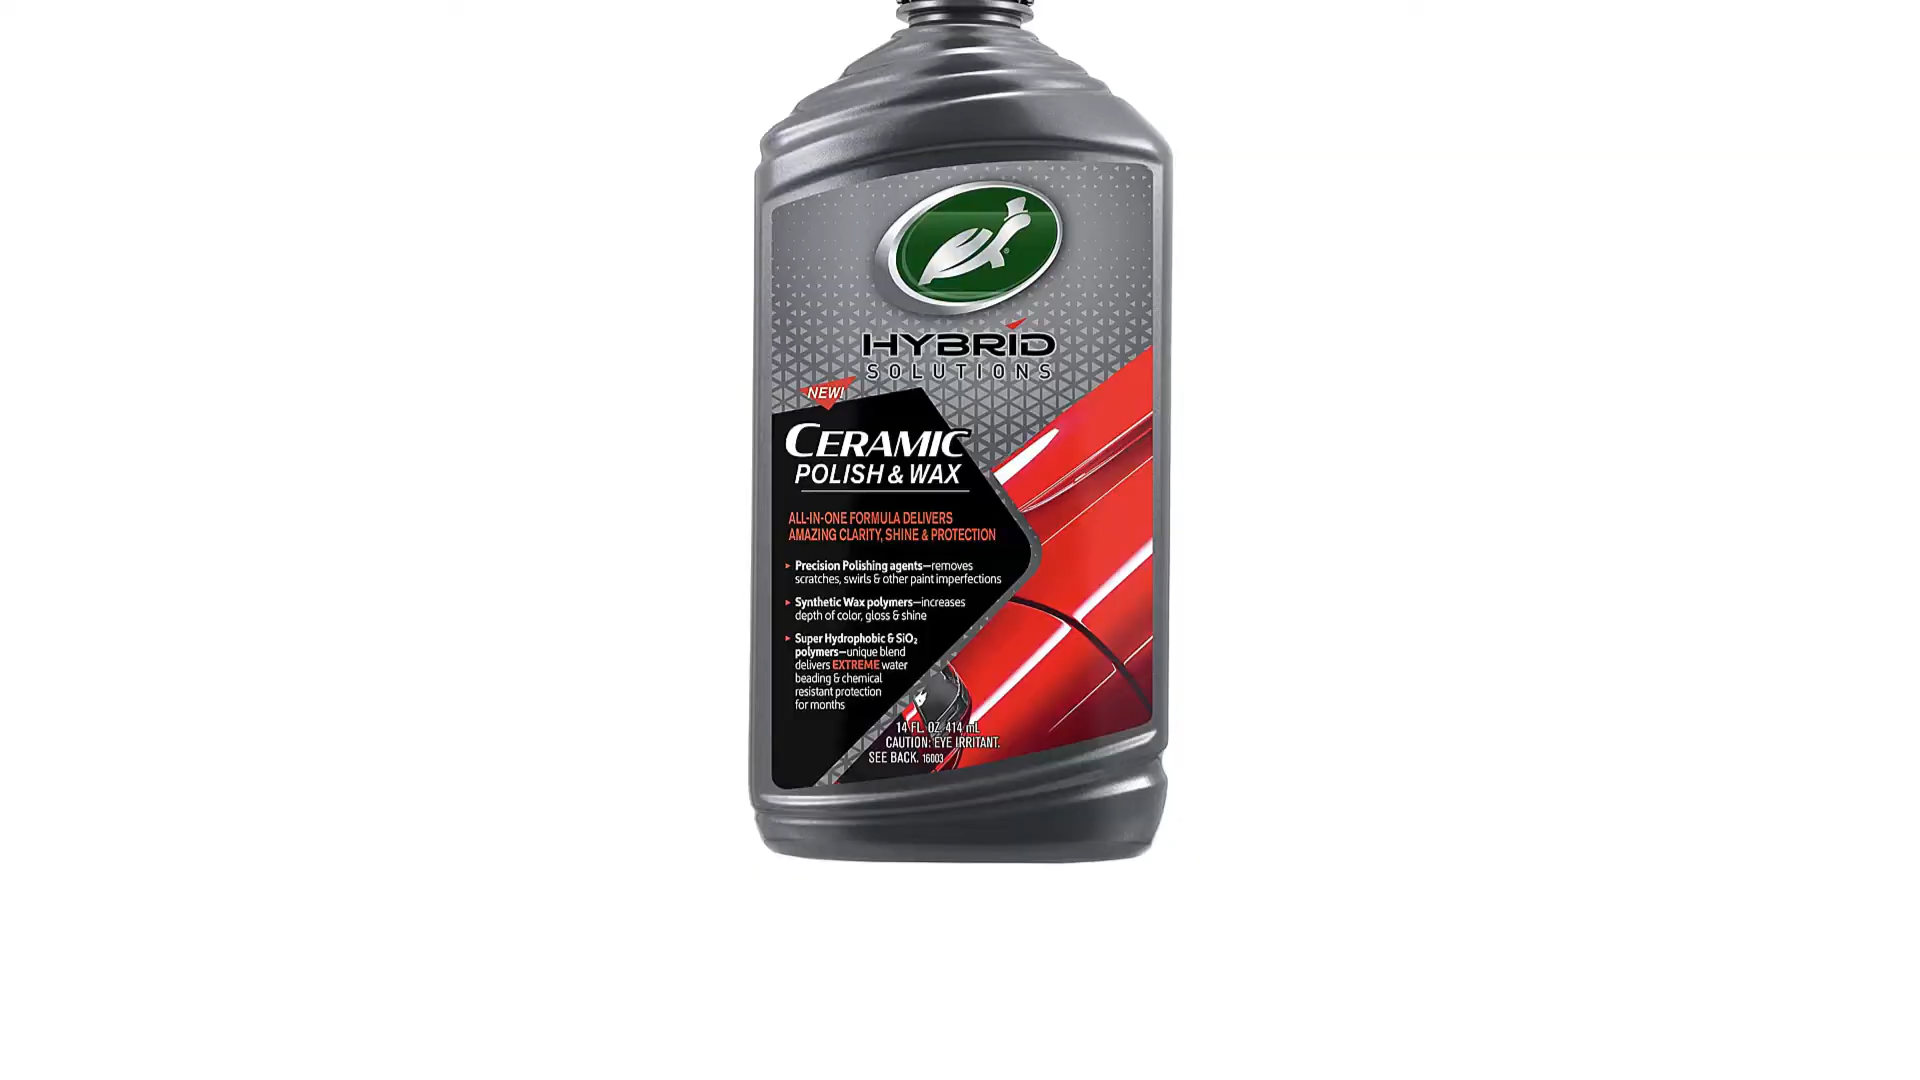 HYBRID
SOLUTIONS
NEW!
CERAMIC
POLISH & WAX
ALL-IN-ONE FORMULA DELIVERS
AMAZING CLARITY, SHINE & PROTECTION
Precision Polishing agents—removes
scratches, swirls & other paint imperfections
Synthetic Wax polymers—increases
depth of color, gloss & shine
Super Hydrophobic & SiO₂
polymers—unique blend
delivers EXTREME water
beading & chemical
resistant protection
for months
14 FL. OZ. 414 mL
CAUTION: EYE IRRITANT.
SEE BACK. 16003